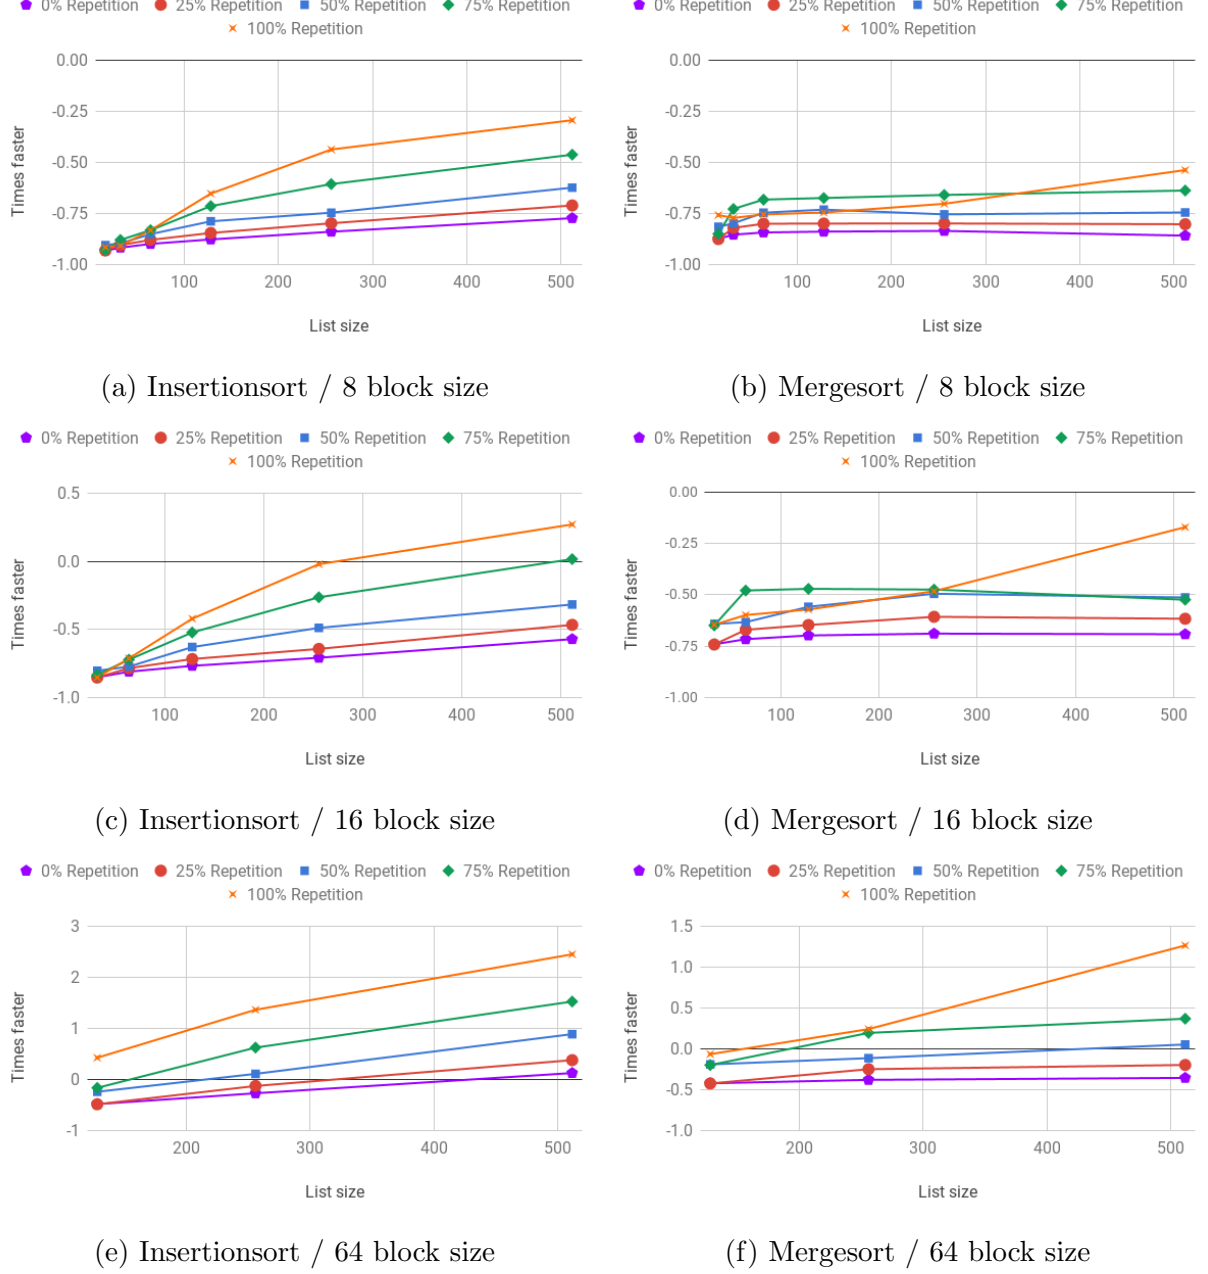 0% Repetition 25% Repetition 50% Repetition 75% Repetition
100% Repetition
0.00
-0.25
-0.50
-0.75
-1.00
Times faster
100 200 300 400 500
List size
(a) Insertionsort / 8 block size
0% Repetition 25% Repetition 50% Repetition 75% Repetition
100% Repetition
0.00
-0.25
-0.50
-0.75
-1.00
Times faster
100 200 300 400 500
List size
(b) Mergesort / 8 block size
0% Repetition 25% Repetition 50% Repetition 75% Repetition
100% Repetition
0.5
0.0
-0.5
-1.0
Times faster
100 200 300 400 500
List size
(c) Insertionsort / 16 block size
0% Repetition 25% Repetition 50% Repetition 75% Repetition
100% Repetition
0.00
-0.25
-0.50
-0.75
-1.00
Times faster
100 200 300 400 500
List size
(d) Mergesort / 16 block size
0% Repetition 25% Repetition 50% Repetition 75% Repetition
100% Repetition
3
2
1
0
-1
Times faster
200 300 400 500
List size
(e) Insertionsort / 64 block size
0% Repetition 25% Repetition 50% Repetition 75% Repetition
100% Repetition
1.5
1.0
0.5
0.0
-0.5
-1.0
Times faster
200 300 400 500
List size
(f) Mergesort / 64 block size